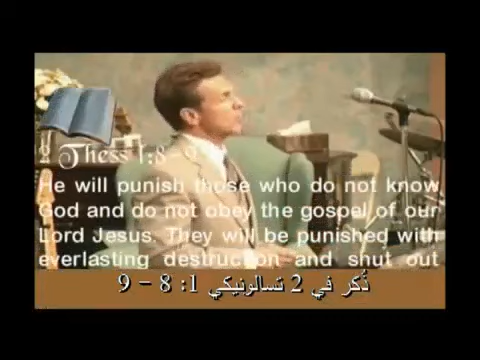 2 Thess 1:8-9
He will punish those who do not know
God and do not obey the gospel of our
Lord Jesus. They will be punished with
everlasting destruction and shut out
ذُكر في 2 تسالونيكي 1: 8 - 9